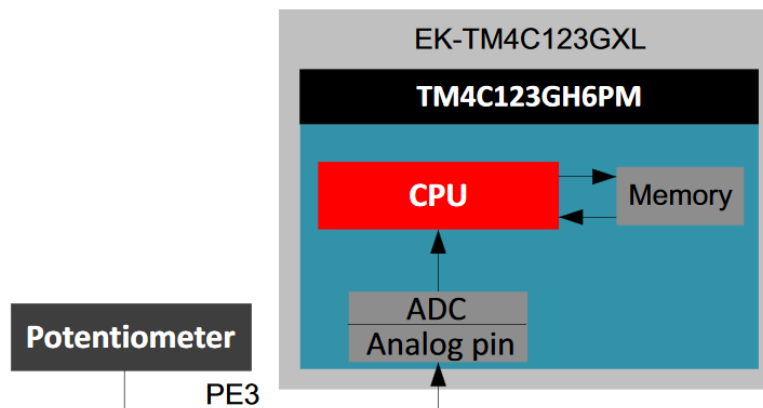 EK-TM4C123GXL
TM4C123GH6PM
CPU
Memory
ADC
Analog pin
Potentiometer
PE3